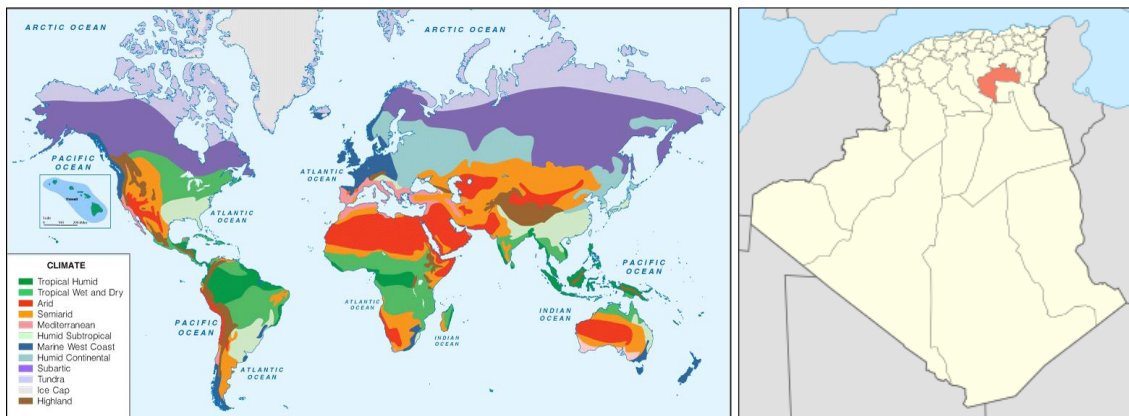 ARCTIC OCEAN
ARCTIC OCEAN
PACIFIC
OCEAN
ATLANTIC
OCEAN
ATLANTIC
OCEAN
PACIFIC
OCEAN
ATLANTIC
OCEAN
INDIAN
OCEAN
INDIAN
OCEAN
PACIFIC
OCEAN
ATLANTIC
OCEAN
CLIMATE
Tropical Humid
Tropical Wet and Dry
Arid
Semiarid
Mediterranean
Humid Subtropical
Marine West Coast
Humid Continental
Subartic
Tundra
Ice Cap
Highland